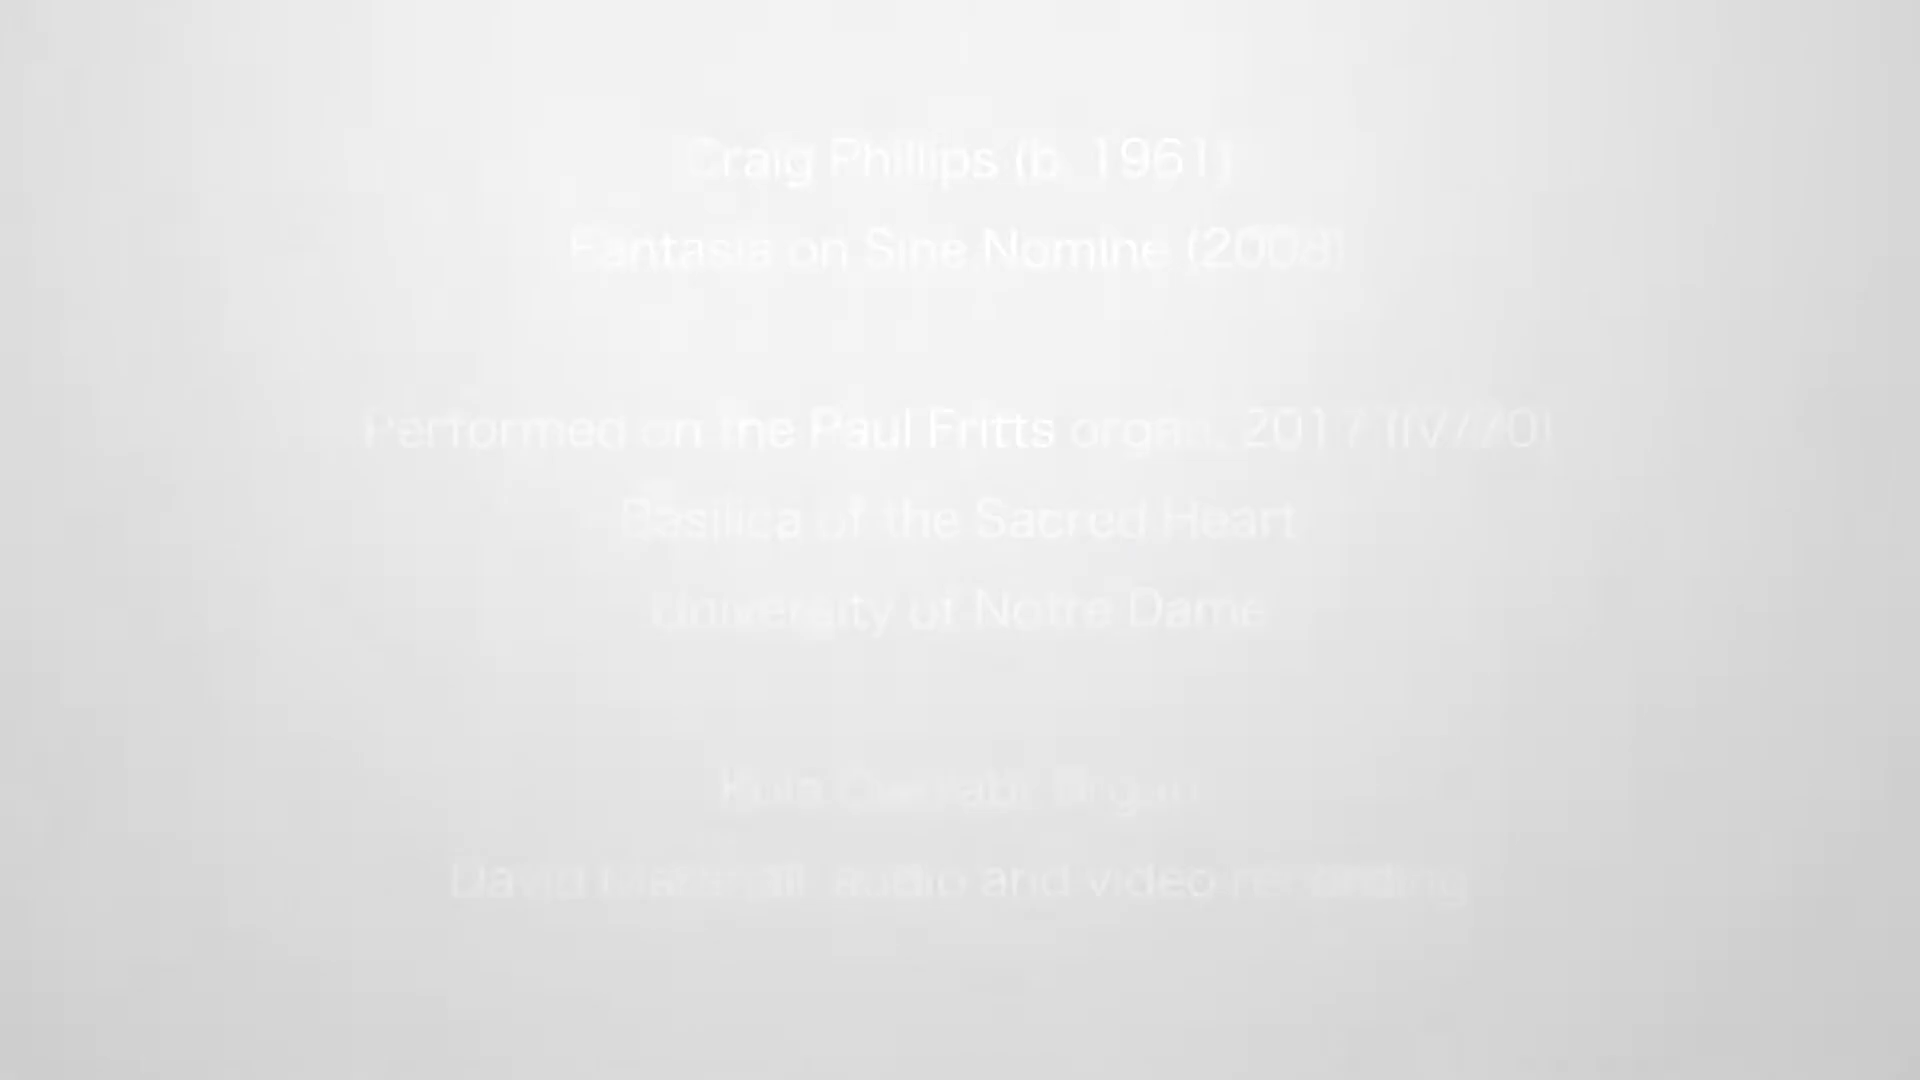 Craig Phillips (b. 1961)
Fantasia on Sine Nomine (2008)
Performed on the Paul Fritts organ, 2017 (IV/70)
Basilica of the Sacred Heart
University of Notre Dame
David audio and video recording